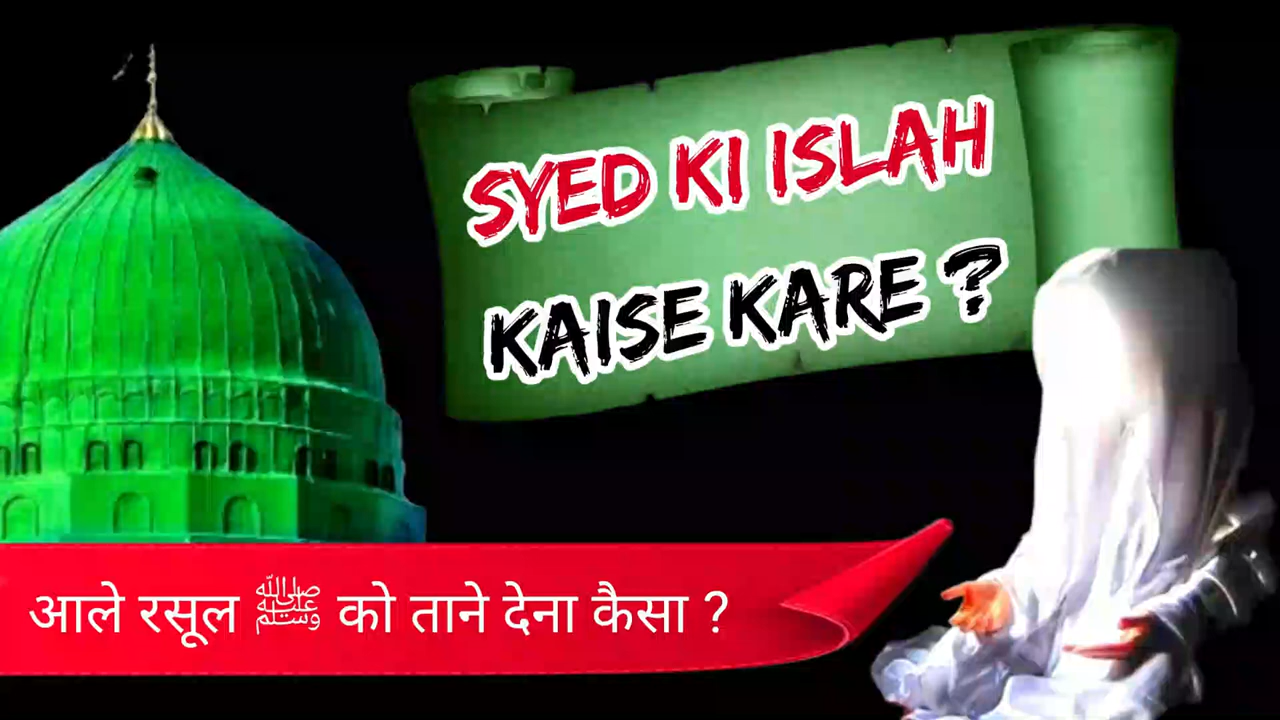 SYED KI ISLAH
KAISE KARE ?
आले रसूल ﷺ को ताने देना कैसा ?